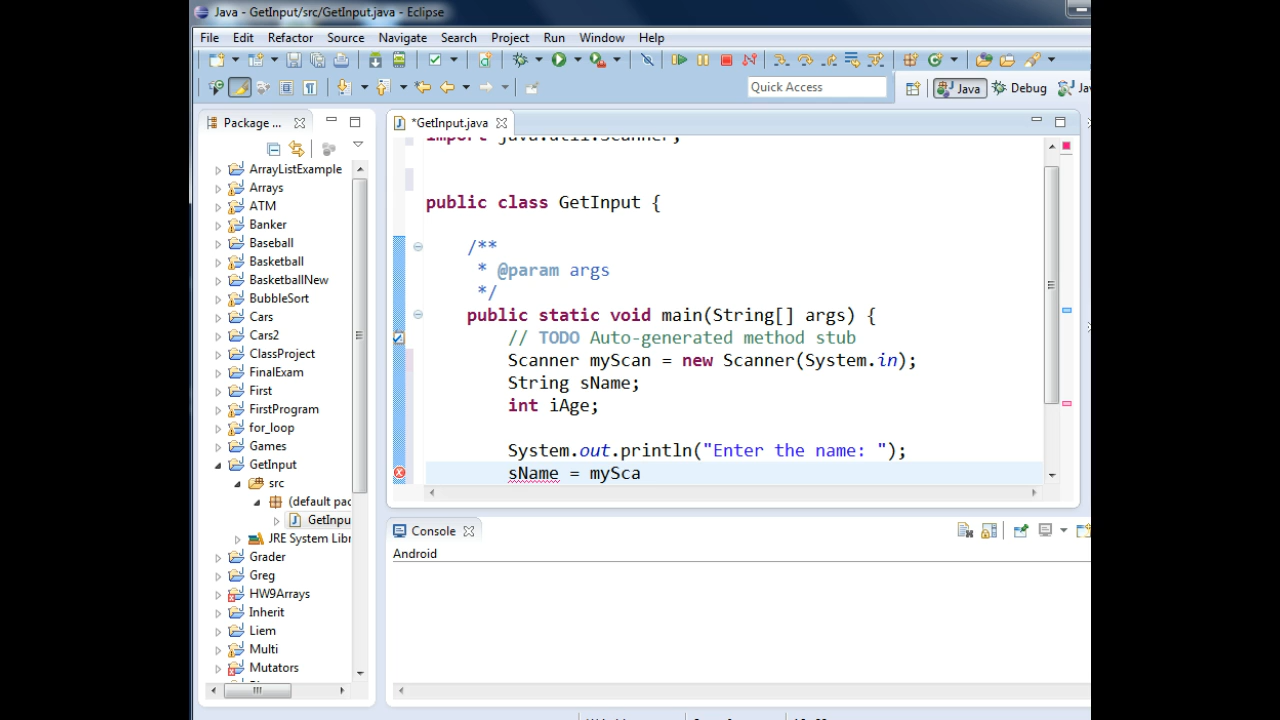 Java - GetInput/src/GetInput.java - Eclipse
File Edit Refactor Source Navigate Search Project Run Window Help
Quick Access
Java
Debug
Package ...
*GetInput.java
ArrayListExample
Arrays
ATM
Banker
Baseball
Basketball
BasketballNew
BubbleSort
Cars
Cars2
ClassProject
FinalExam
First
FirstProgram
for_loop
Games
GetInput
src
(default pac
GetInpu
JRE System Libr
Grader
Greg
HW9Arrays
Inherit
Liem
Multi
Mutators
import java.util.Scanner;
public class GetInput {
/**
* @param args
*/
public static void main(String[] args) {
// TODO Auto-generated method stub
Scanner myScan = new Scanner(System.in);
String sName;
int iAge;
System.out.println("Enter the name: ");
sName = mySca
Console
Android